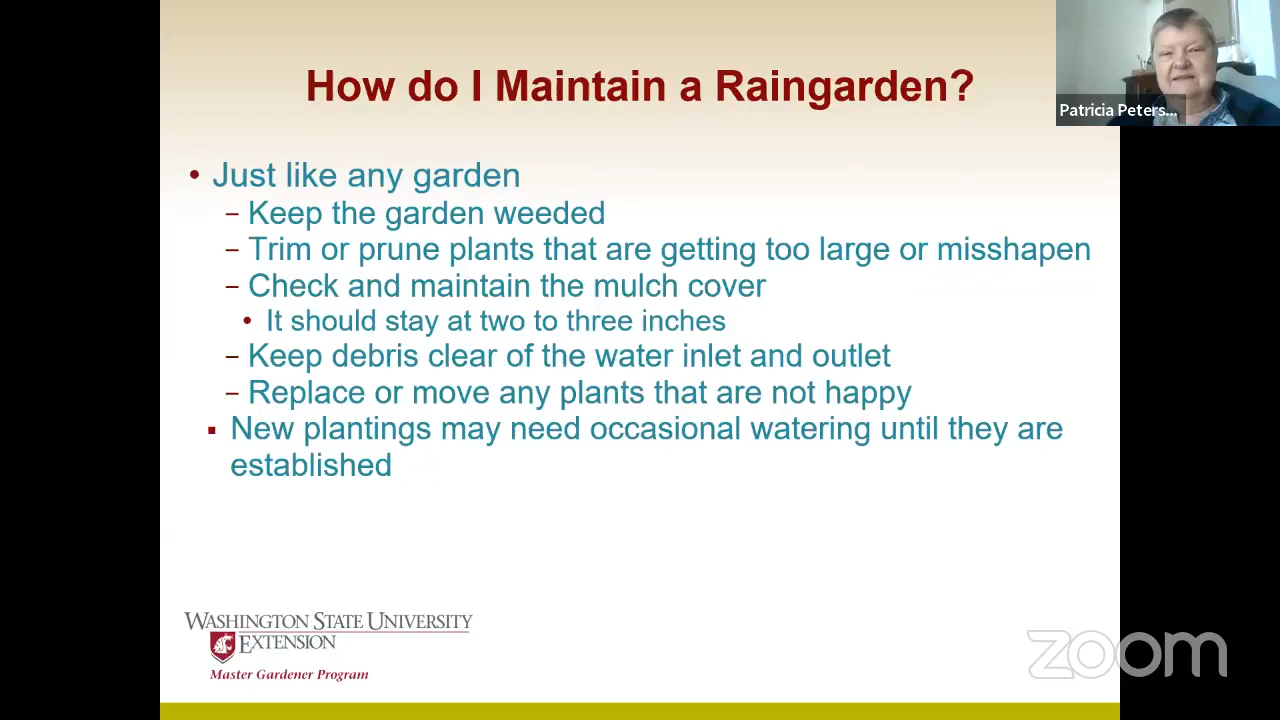 How do I Maintain a Raingarden?
Patricia Peters...
• Just like any garden
– Keep the garden weeded
– Trim or prune plants that are getting too large or misshapen
– Check and maintain the mulch cover
• It should stay at two to three inches
– Keep debris clear of the water inlet and outlet
– Replace or move any plants that are not happy
▪ New plantings may need occasional watering until they are
established
WASHINGTON STATE UNIVERSITY
EXTENSION
Master Gardener Program
zoom